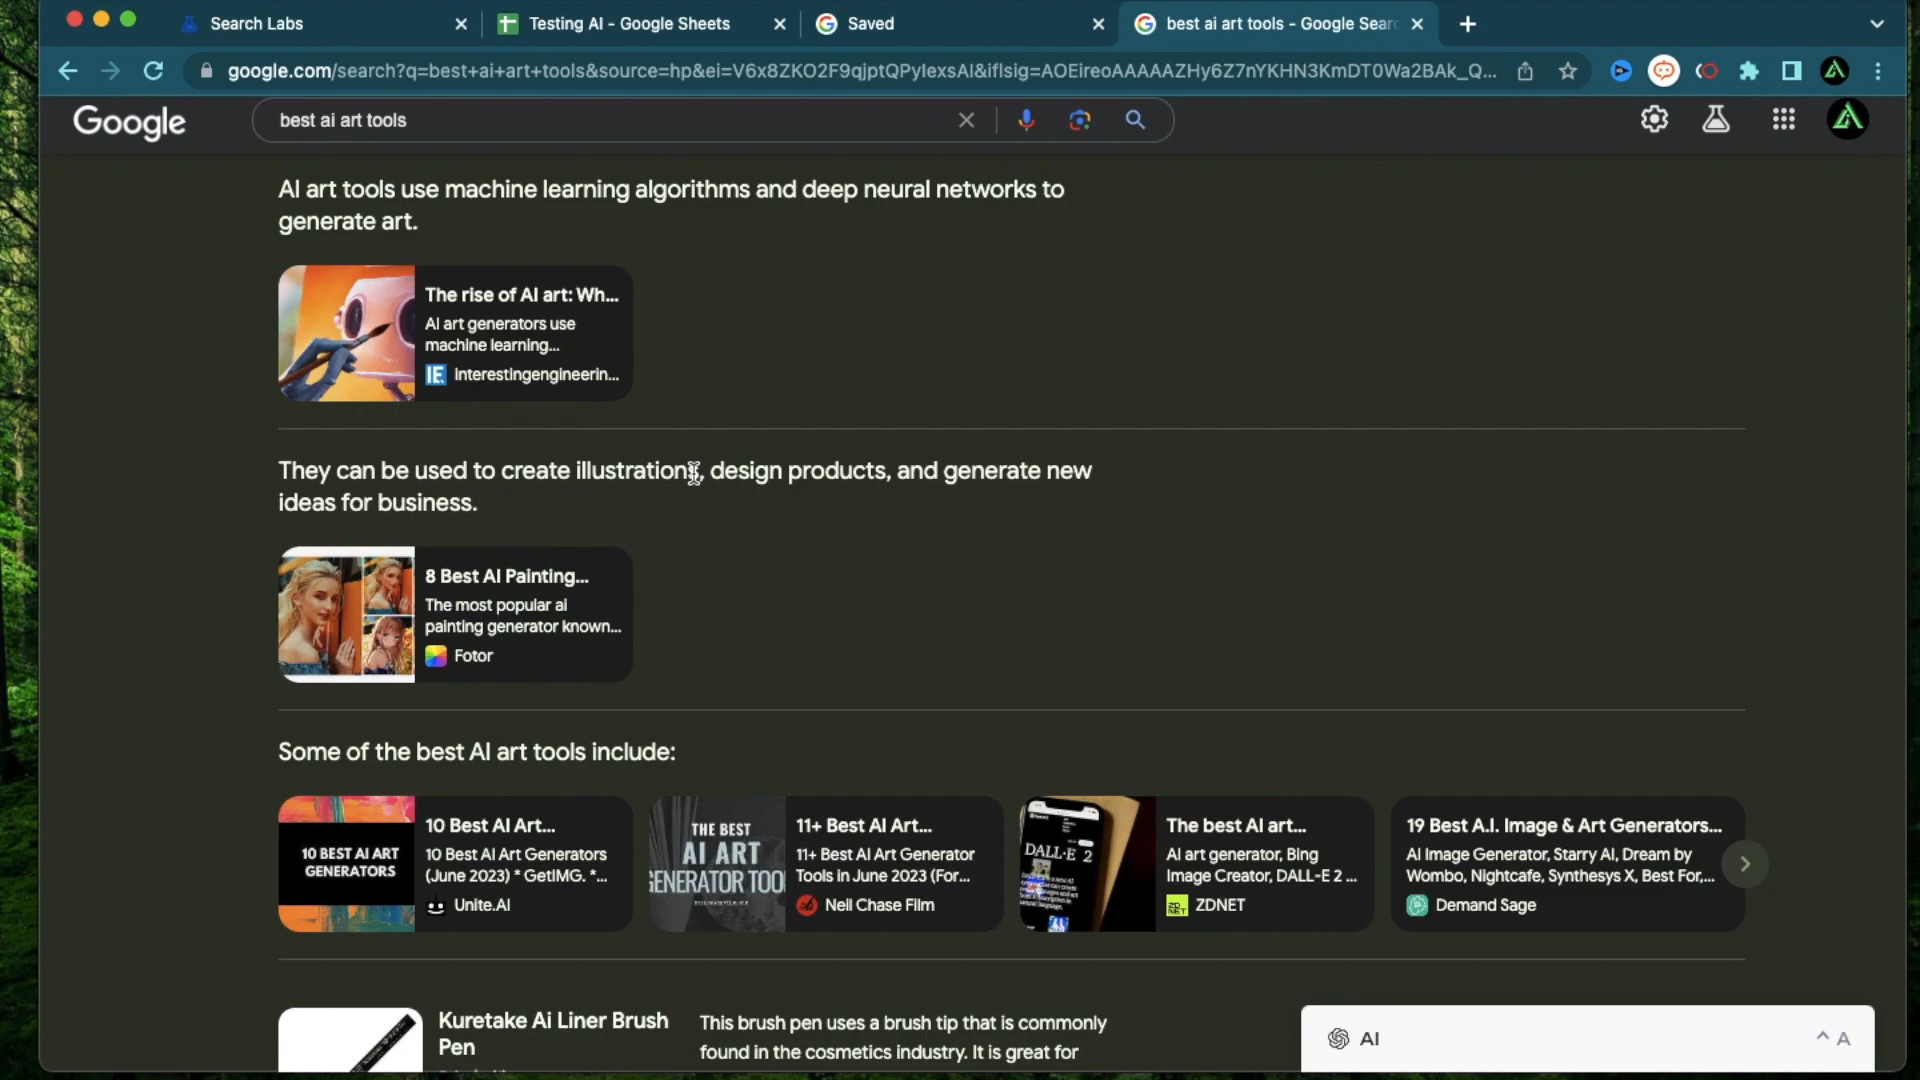 Search Labs
Testing AI - Google Sheets
Saved
best ai art tools - Google Sear
google.com/search?q=best+ai+art+tools&source=hp&ei=V6x8ZKO2F9qjptQPyIexsAI&iflsig=AOEireoAAAAAZHy6Z7nYKHN3KmDT0Wa2BAk_Q...
Google
best ai art tools
AI art tools use machine learning algorithms and deep neural networks to
generate art.
The rise of AI art: Wh...
AI art generators use
machine learning...
IE.
interestingengineerin...
They can be used to create illustrations, design products, and generate new
ideas for business.
8 Best AI Painting...
The most popular ai
painting generator known...
Fotor
Some of the best AI art tools include:
10 BEST AI ART
GENERATORS
10 Best AI Art...
10 Best AI Art Generators
(June 2023) * GetIMG. *...
Unite.AI
THE BEST
AI ART
GENERATOR TOO
11+ Best AI Art...
11+ Best AI Art Generator
Tools in June 2023 (For...
Neil Chase Film
DALL·E 2
The best AI art...
AI art generator, Bing
Image Creator, DALL-E 2 ...
ZDNET
19 Best A.I. Image & Art Generators...
AI Image Generator, Starry AI, Dream by
Wombo, Nightcafe, Synthesys X, Best For,...
Demand Sage
Kuretake Ai Liner Brush
Pen
This brush pen uses a brush tip that is commonly
found in the cosmetics industry. It is great for
AI
A